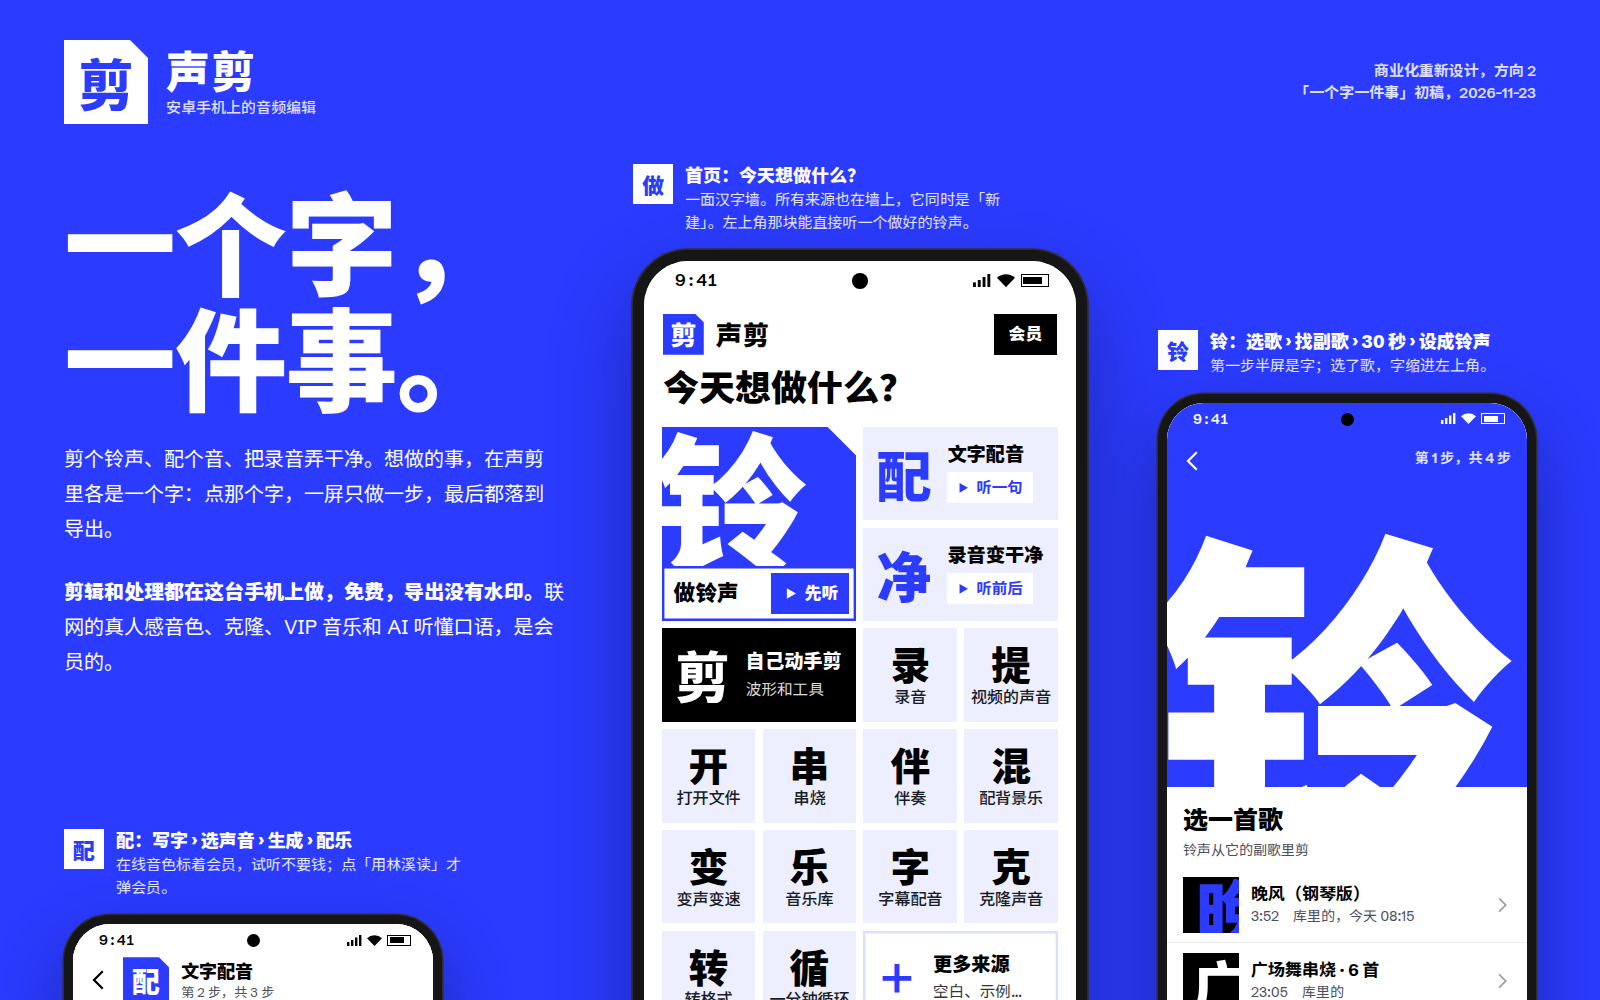 剪
声剪
安卓手机上的音频编辑
商业化重新设计，方向 2
「一个字一件事」初稿，2026-11-23
一个字，
一件事。
剪个铃声、配个音、把录音弄干净。想做的事，在声剪
里各是一个字：点那个字，一屏只做一步，最后都落到
导出。
剪辑和处理都在这台手机上做，免费，导出没有水印。联
网的真人感音色、克隆、VIP 音乐和 AI 听懂口语，是会
员的。
配
配：写字 › 选声音 › 生成 › 配乐
在线音色标着会员，试听不要钱；点「用林溪读」才
弹会员。
9:41
配
文字配音
第 2 步，共 3 步
做
首页：今天想做什么？
一面汉字墙。所有来源也在墙上，它同时是「新
建」。左上角那块能直接听一个做好的铃声。
9:41
剪
声剪
会员
今天想做什么？
铃
做铃声
先听
配
文字配音
听一句
净
录音变干净
听前后
剪
自己动手剪
波形和工具
录
录音
提
视频的声音
开
打开文件
串
串烧
伴
伴奏
混
配背景乐
变
变声变速
乐
音乐库
字
字幕配音
克
克隆声音
转
转格式
循
一分钟循环
更多来源
空白、示例...
铃
铃：选歌 › 找副歌 › 30 秒 › 设成铃声
第一步半屏是字；选了歌，字缩进左上角。
9:41
第 1 步，共 4 步
铃
选一首歌
铃声从它的副歌里剪
晚
晚风（钢琴版）
3:52 库里的，今天 08:15
广
广场舞串烧 · 6 首
23:05 库里的